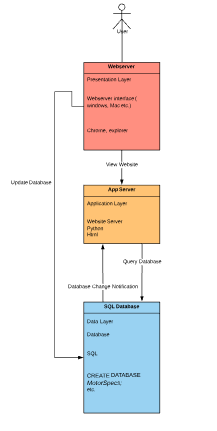 User
Webserver
Presentation Layer
Webserver interface (
windows, Mac etc.)
Chrome, explorer
View Website
Update Database
App Server
Application Layer
Website Server
Python
Html
Query Database
Database Change Notification
SQL Database
Data Layer
Database
SQL
CREATE DATABASE
MotorSpect;
etc.